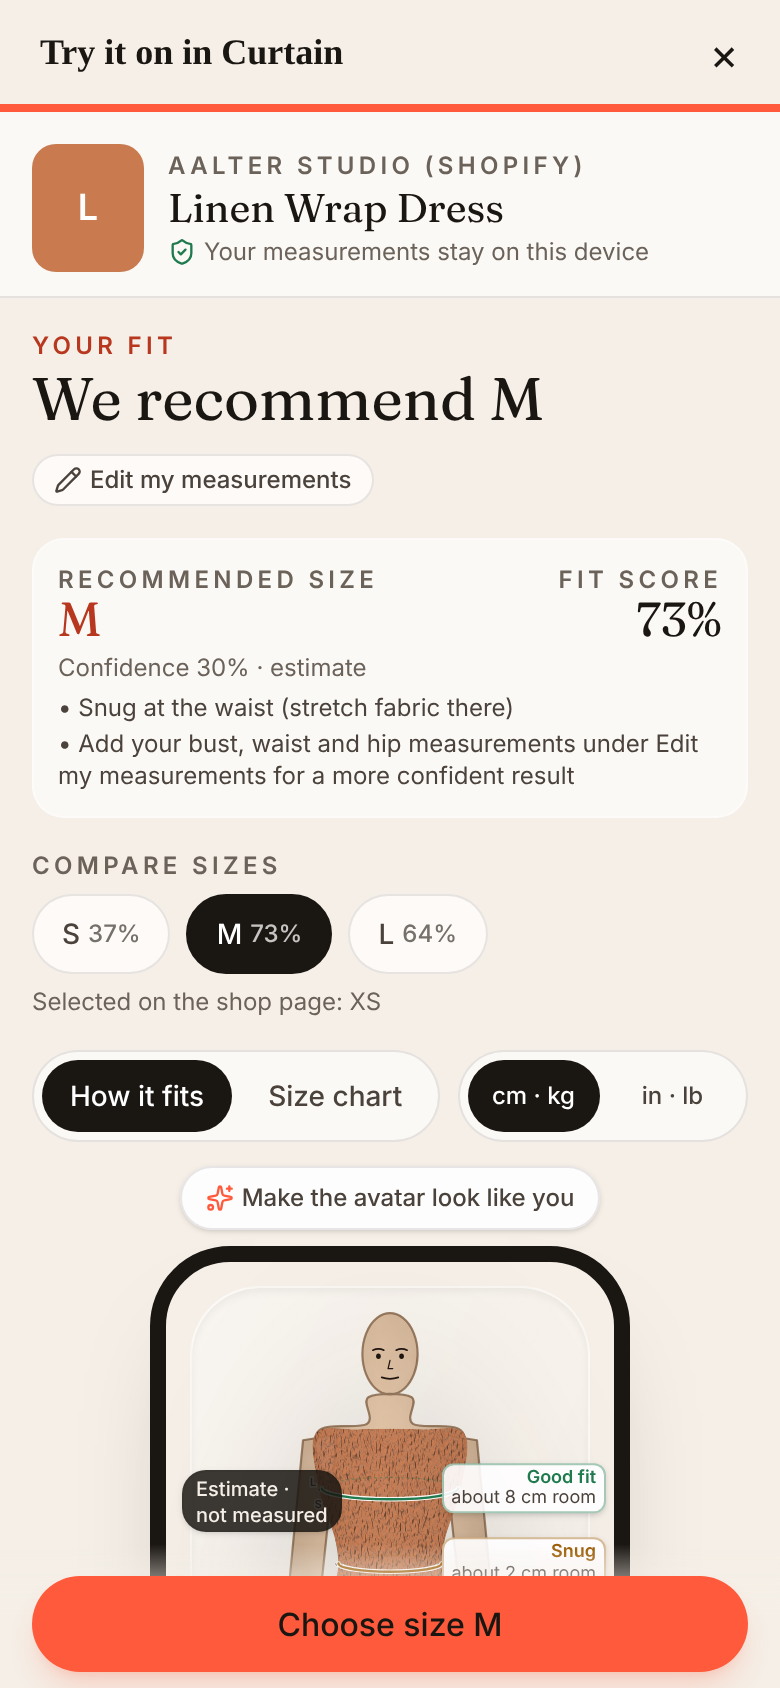 Try it on in Curtain
L
AALTER STUDIO (SHOPIFY)
Linen Wrap Dress
Your measurements stay on this device
YOUR FIT
We recommend M
Edit my measurements
RECOMMENDED SIZE
FIT SCORE
M
73%
Confidence 30% · estimate
• Snug at the waist (stretch fabric there)
• Add your bust, waist and hip measurements under Edit
my measurements for a more confident result
COMPARE SIZES
S 37%
M 73%
L 64%
Selected on the shop page: XS
How it fits
Size chart
cm · kg
in · lb
Make the avatar look like you
Estimate ·
not measured
Good fit
about 8 cm room
Snug
about 2 cm room
Choose size M